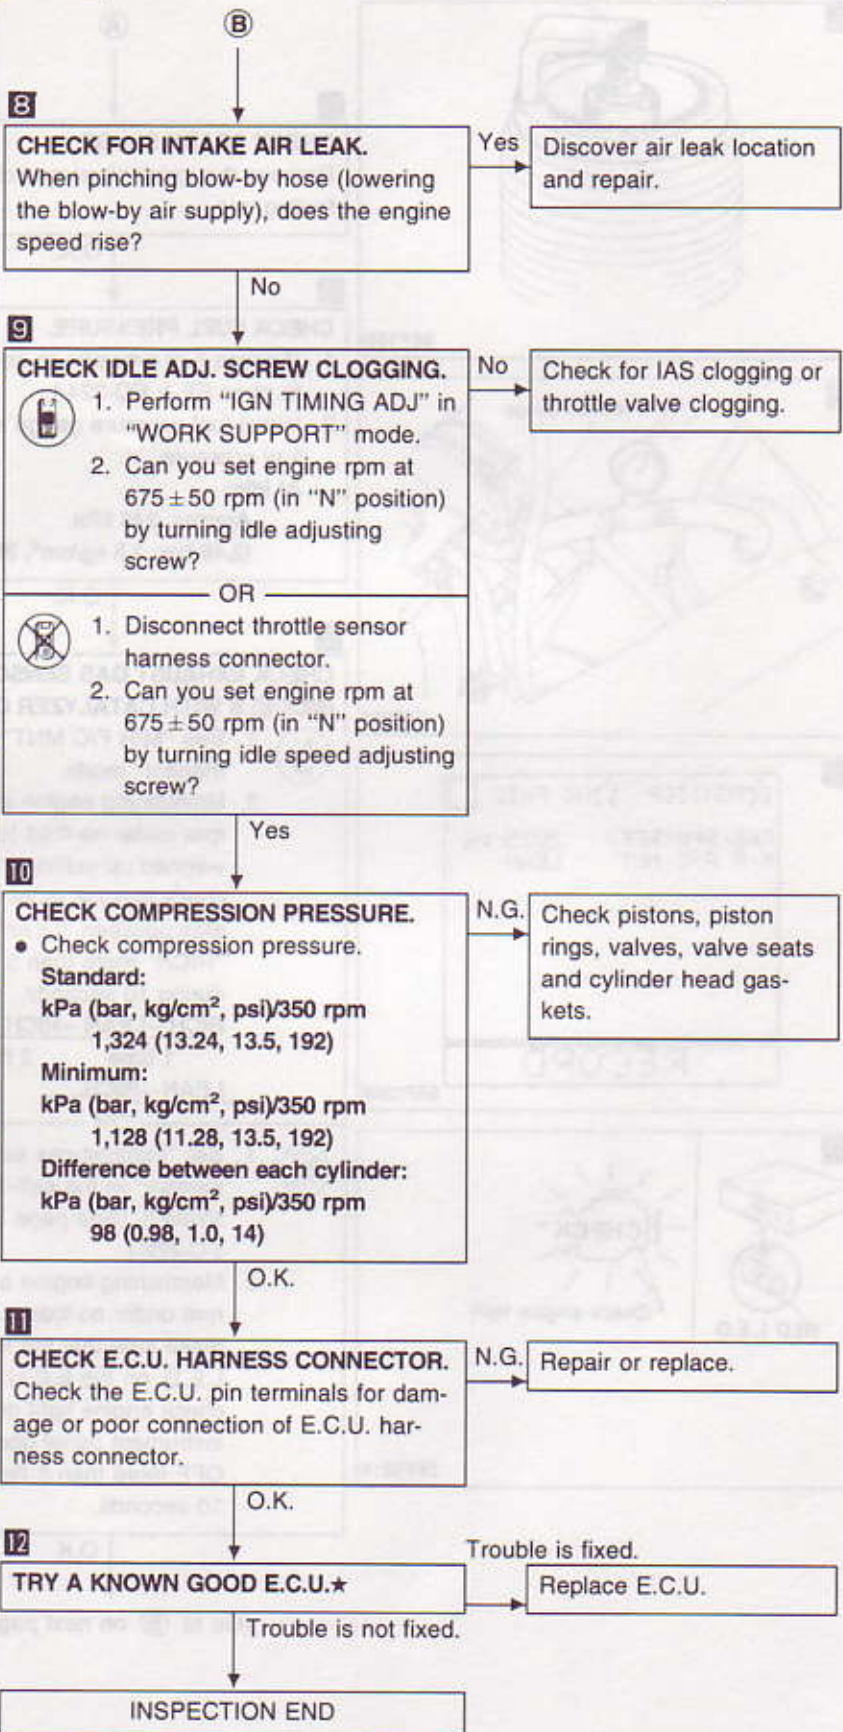 B
8
CHECK FOR INTAKE AIR LEAK.
When pinching blow-by hose (lowering
the blow-by air supply), does the engine
speed rise?
Yes
Discover air leak location
and repair.
No
9
CHECK IDLE ADJ. SCREW CLOGGING.
1. Perform “IGN TIMING ADJ” in
“WORK SUPPORT” mode.
2. Can you set engine rpm at
675 ± 50 rpm (in “N” position)
by turning idle adjusting
screw?
No
Check for IAS clogging or
throttle valve clogging.
OR
1. Disconnect throttle sensor
harness connector.
2. Can you set engine rpm at
675 ± 50 rpm (in “N” position)
by turning idle speed adjusting
screw?
Yes
10
CHECK COMPRESSION PRESSURE.
● Check compression pressure.
Standard:
kPa (bar, kg/cm², psi)/350 rpm
1,324 (13.24, 13.5, 192)
Minimum:
kPa (bar, kg/cm², psi)/350 rpm
1,128 (11.28, 13.5, 192)
Difference between each cylinder:
kPa (bar, kg/cm², psi)/350 rpm
98 (0.98, 1.0, 14)
N.G.
Check pistons, piston
rings, valves, valve seats
and cylinder head gas-
kets.
O.K.
11
CHECK E.C.U. HARNESS CONNECTOR.
Check the E.C.U. pin terminals for dam-
age or poor connection of E.C.U. har-
ness connector.
N.G.
Repair or replace.
O.K.
12
TRY A KNOWN GOOD E.C.U.★
Trouble is fixed.
Replace E.C.U.
Trouble is not fixed.
INSPECTION END